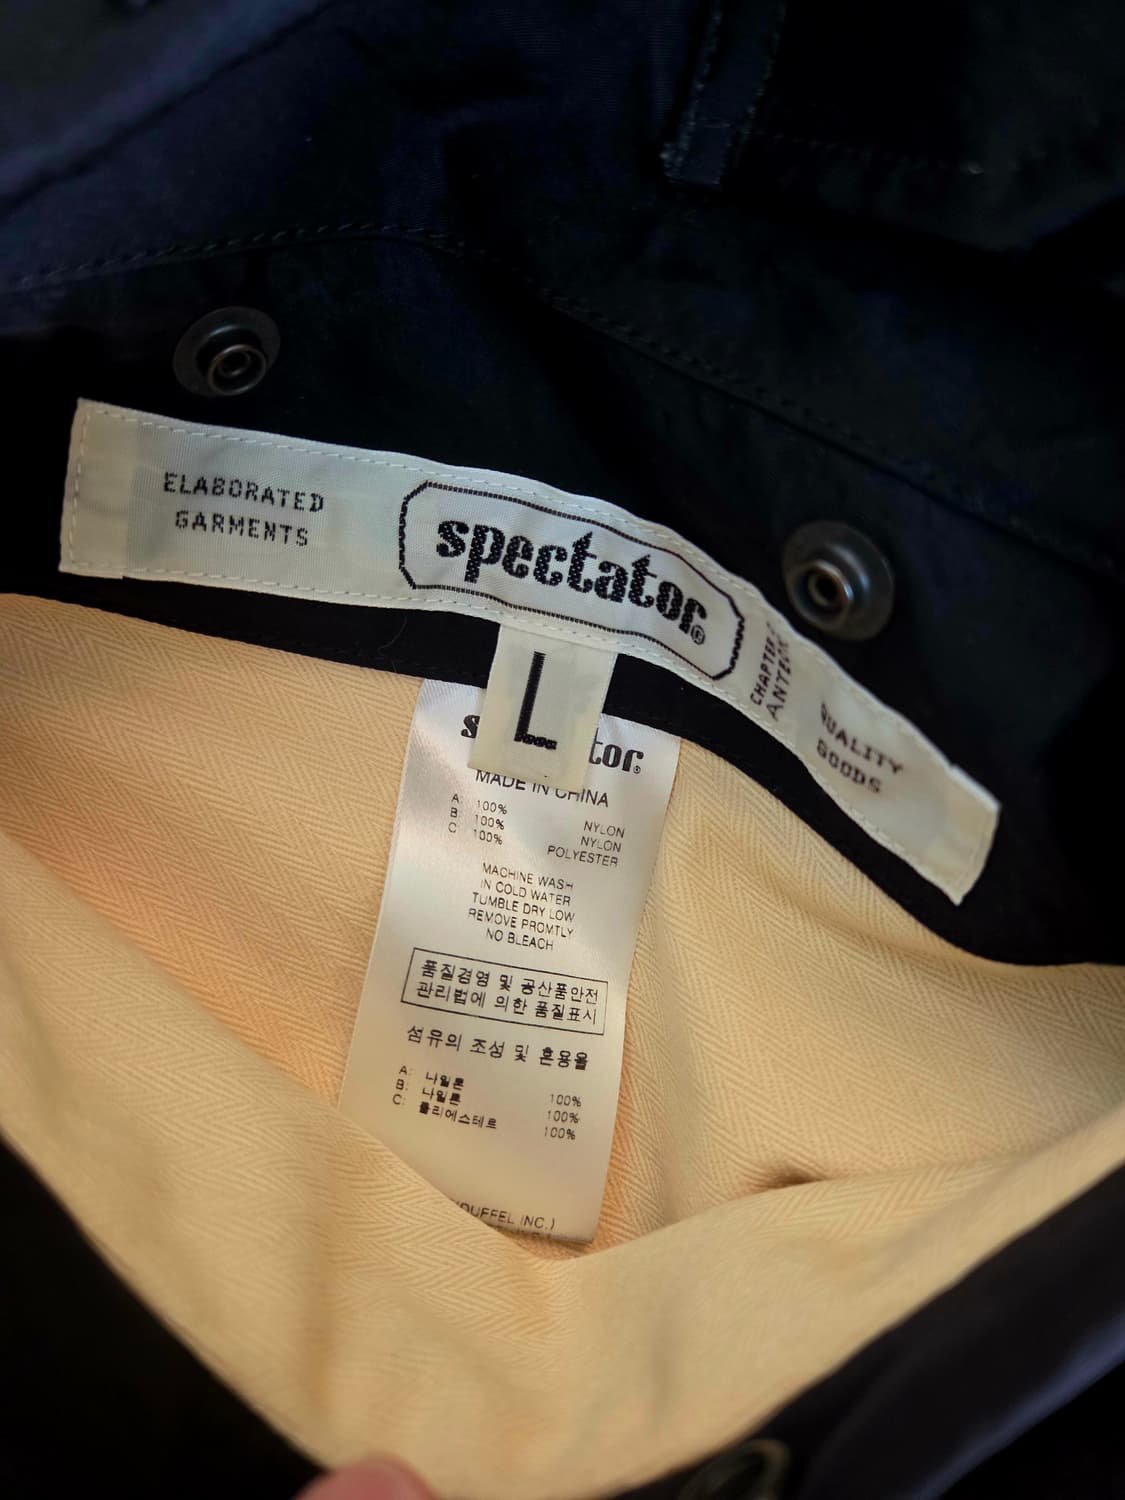 ELABORATED
GARMENTS
spectator®
CHAPTER
QUALITY
GOODS
L
MADE IN CHINA
A: 100% NYLON
B: 100% NYLON
C: 100% POLYESTER
MACHINE WASH
IN COLD WATER
TUMBLE DRY LOW
REMOVE PROMTLY
NO BLEACH
품질경영 및 공산품안전
관리법에 의한 품질표시
섬유의 조성 및 혼용율
A: 나일론 100%
B: 나일론 100%
C: 폴리에스테르 100%
DUFFEL INC.)